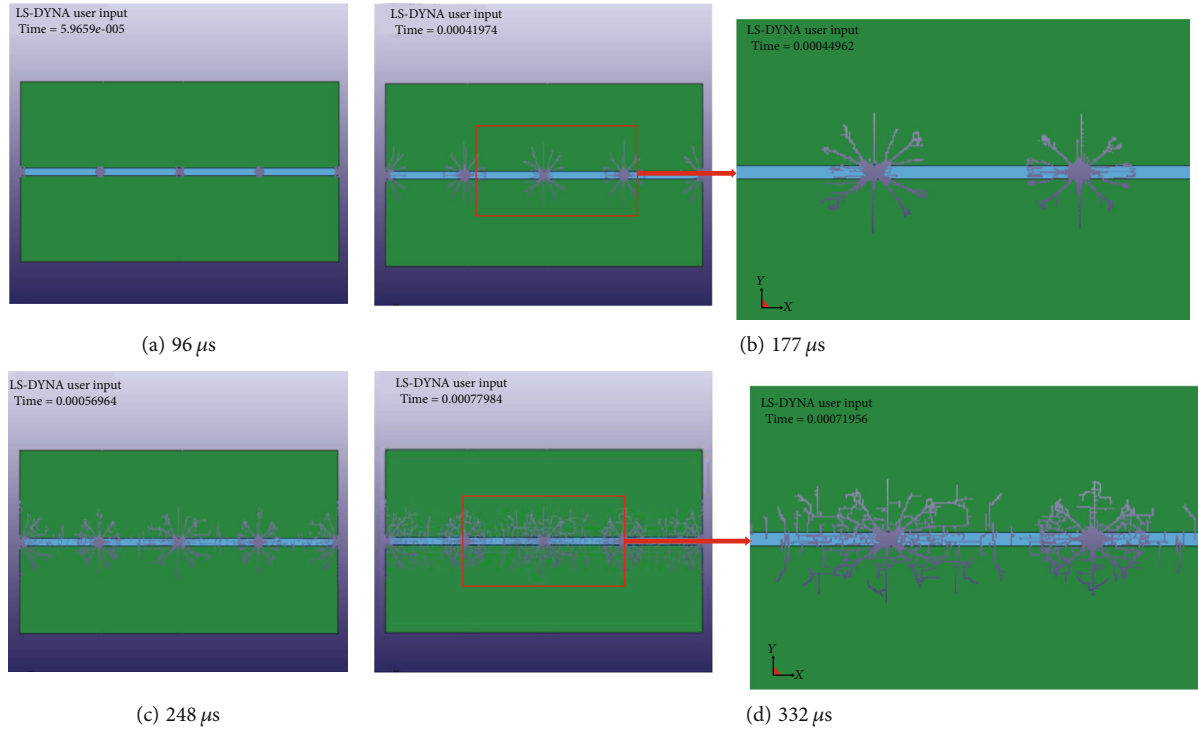 LS-DYNA user input
Time = 5.9659e-005
LS-DYNA user input
Time = 0.00041974
LS-DYNA user input
Time = 0.00044962
Y
X
(a) 96 μs
(b) 177 μs
LS-DYNA user input
Time = 0.00056964
LS-DYNA user input
Time = 0.00077984
LS-DYNA user input
Time = 0.00071956
Y
X
(c) 248 μs
(d) 332 μs